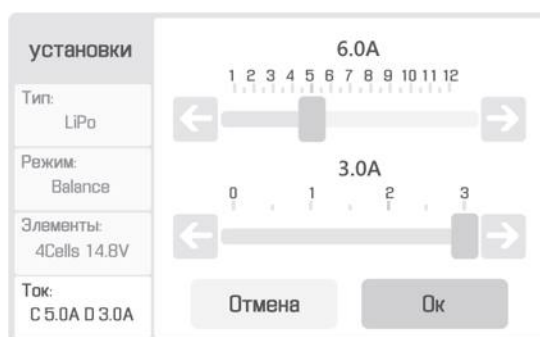 установки
Тип:
LiPo
Режим:
Balance
Элементы:
4Cells 14.8V
Ток:
C 5.0A D 3.0A
6.0A
1 2 3 4 5 6 7 8 9 10 11 12
3.0A
0 1 2 3
Отмена
Ок